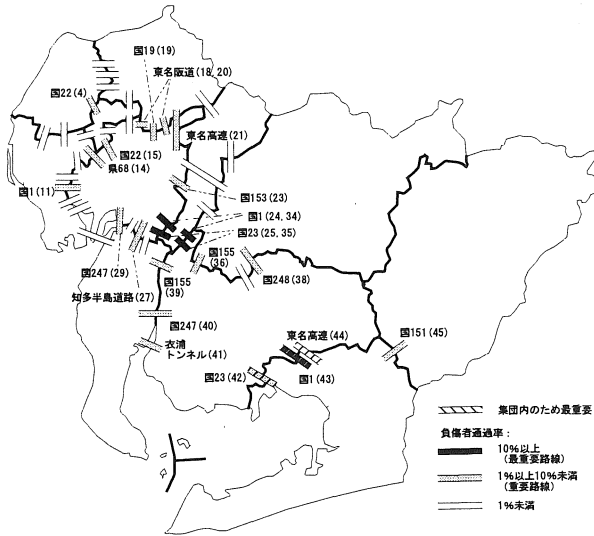 国19(19)
東名阪道(18, 20)
国22(4)
東名高速(21)
国22(15)
県68(14)
国1(11)
国153(23)
国1(24, 34)
国23(25, 35)
国155
(36)
国247(29)
国155
(39)
国248(38)
知多半島道路(27)
国247(40)
東名高速(44)
国151(45)
衣浦
トンネル(41)
国23(42)
国1(43)
集団内のため最重要
負傷者通過率：
10%以上
(最重要路線)
1%以上10%未満
(重要路線)
1%未満